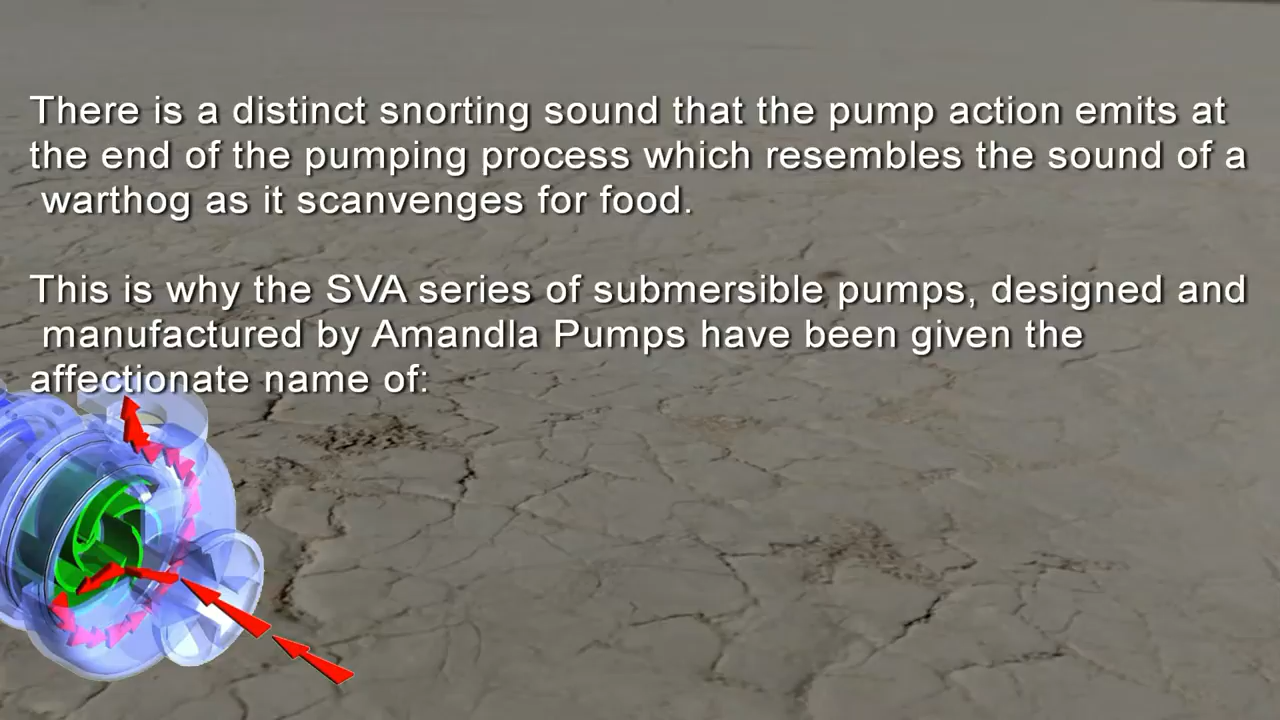 There is a distinct snorting sound that the pump action emits at
the end of the pumping process which resembles the sound of a
warthog as it scanvenges for food.
This is why the SVA series of submersible pumps, designed and
manufactured by Amandla Pumps have been given the
affectionate name of: